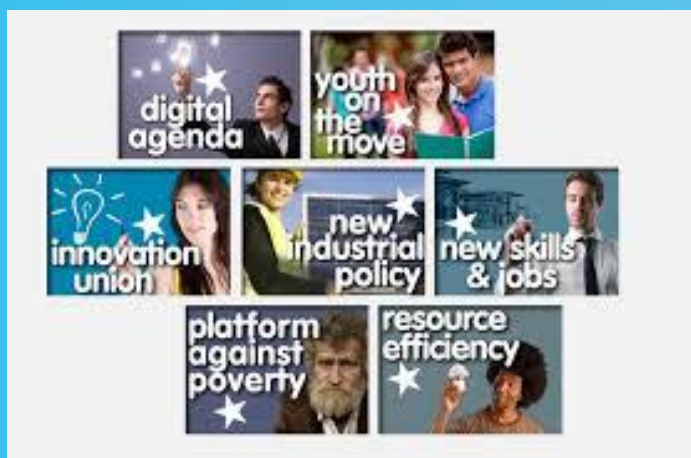 digital
agenda
youth
on
the
move
innovation
union
new
industrial
policy
new skills
& jobs
platform
against
poverty
resource
efficiency